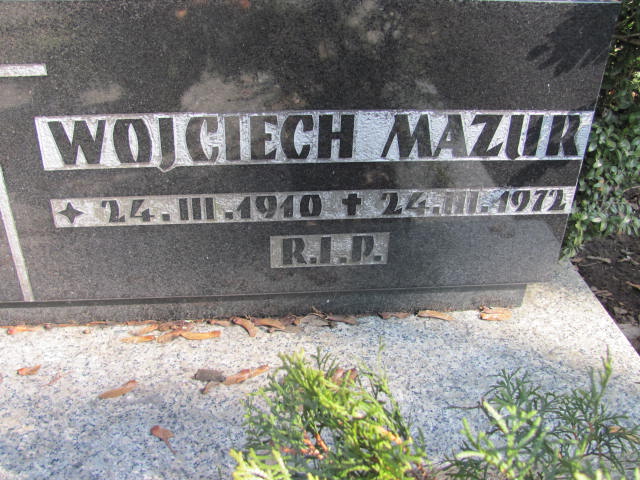 WOJCIECH MAZUR
✦ 24.III.1910 ✝ 24.III.1972
R.I.P.